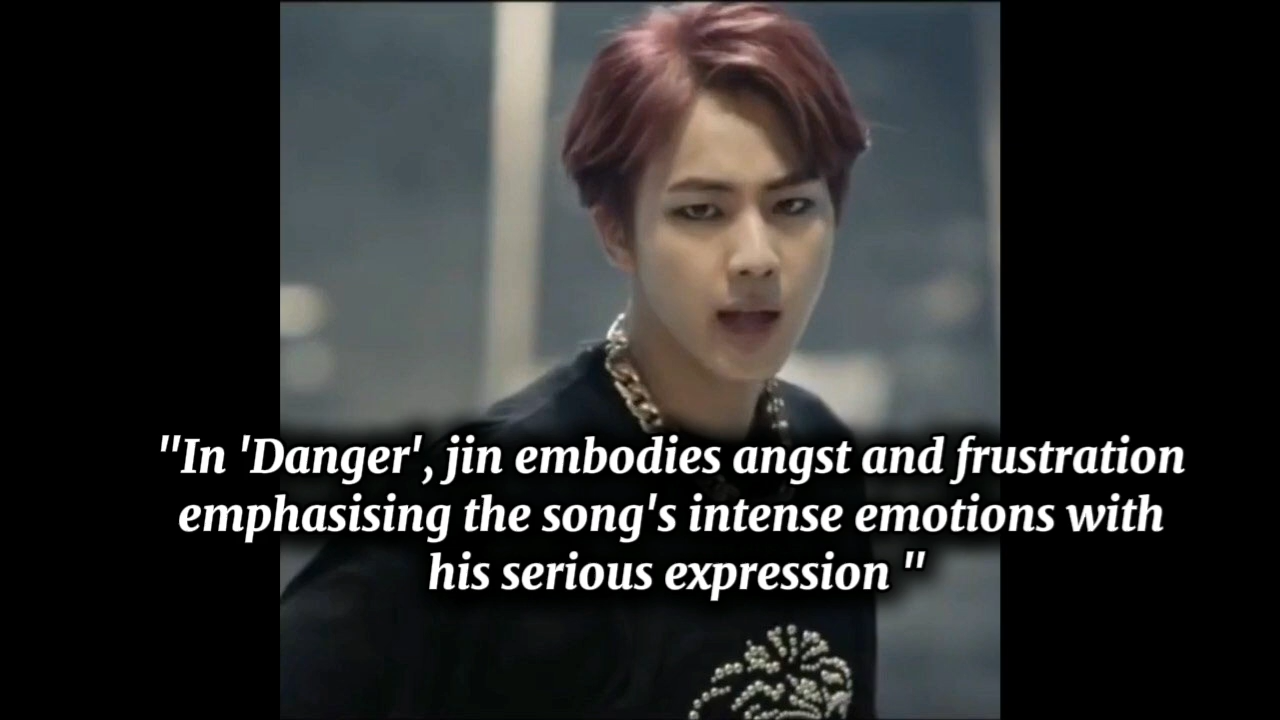 "In 'Danger', jin embodies angst and frustration
emphasising the song's intense emotions with
his serious expression "